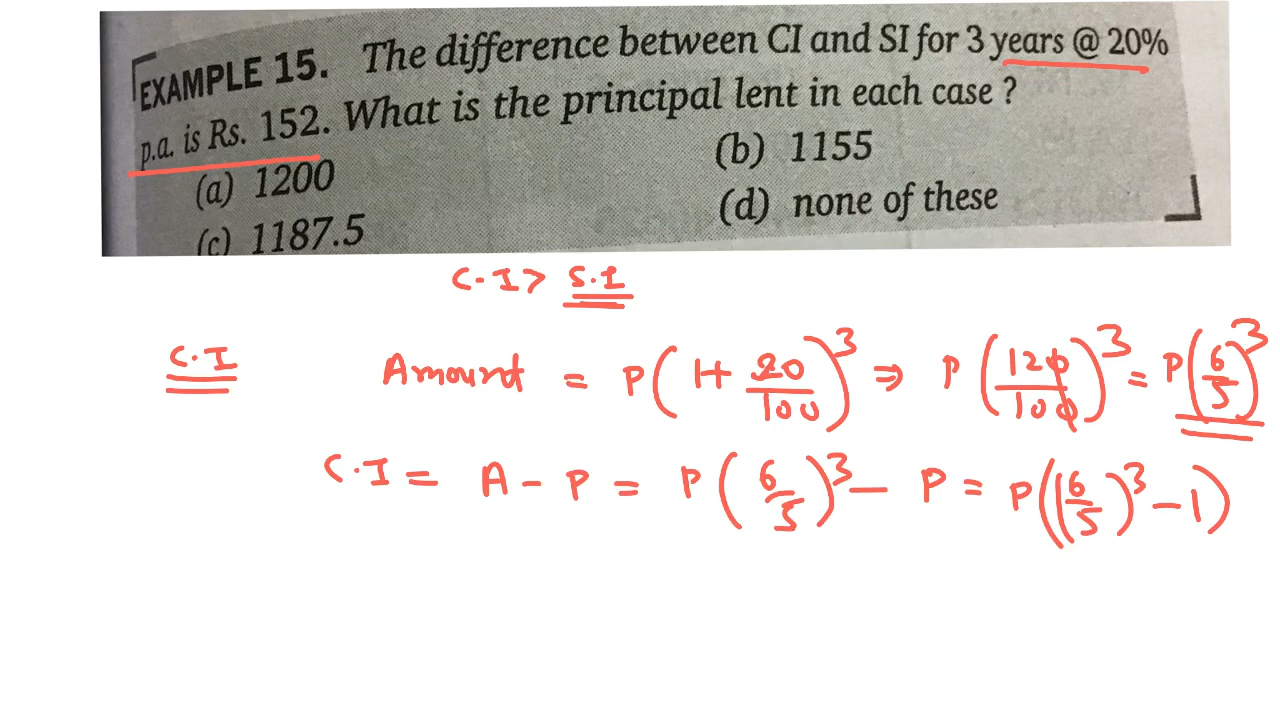 EXAMPLE 15. The difference between CI and SI for 3 years @ 20%
p.a. is Rs. 152. What is the principal lent in each case ?
(a) 1200 (b) 1155
(c) 1187.5 (d) none of these
C.I > S.I
C.I Amount = P(1+ 20/100)^3 ⇒ P(120/100)^3 = P(6/5)^3
C.I = A - P = P(6/5)^3 - P = P((6/5)^3 - 1)